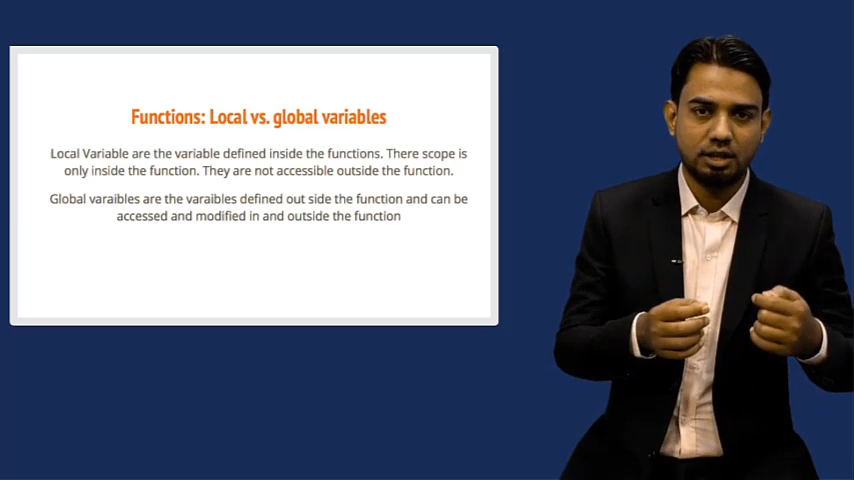 Functions: Local vs. global variables
Local Variable are the variable defined inside the functions. There scope is
only inside the function. They are not accessible outside the function.
Global varaibles are the varaibles defined out side the function and can be
accessed and modified in and outside the function